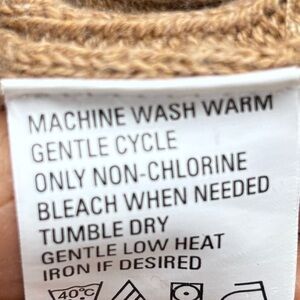 MACHINE WASH WARM
GENTLE CYCLE
ONLY NON-CHLORINE
BLEACH WHEN NEEDED
TUMBLE DRY
GENTLE LOW HEAT
IRON IF DESIRED
40°C